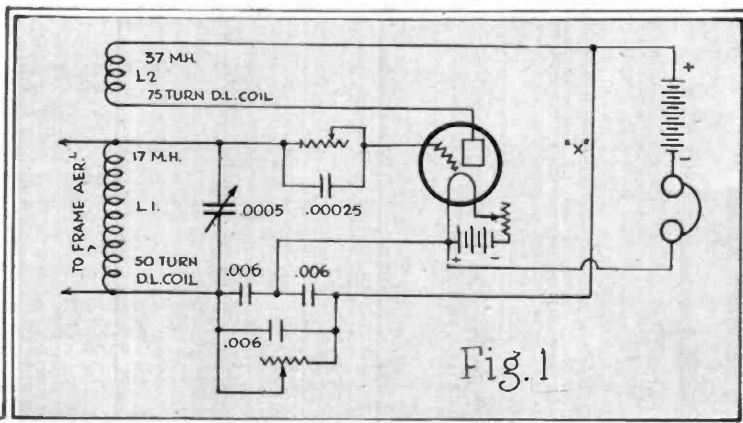 37 M.H.
L2
75 TURN D.L. COIL
+
"X"
-
TO FRAME AER.L
17 M.H.
L1.
.0005
.00025
50 TURN
D.L. COIL
.006
.006
+ -
.006
Fig. 1